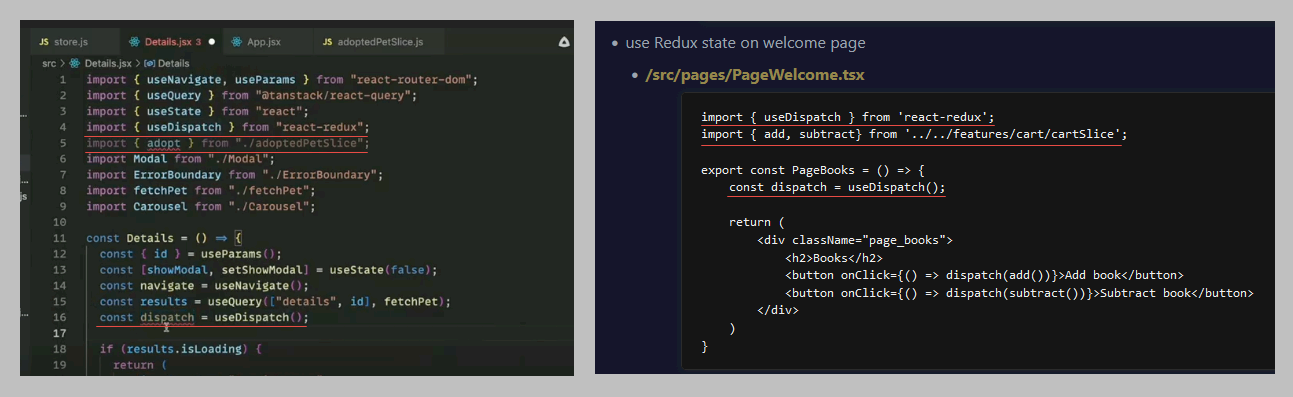 store.js
Details.jsx 3
App.jsx
adoptedPetSlice.js
src > Details.jsx > Details
1 import { useNavigate, useParams } from "react-router-dom";
2 import { useQuery } from "@tanstack/react-query";
3 import { useState } from "react";
4 import { useDispatch } from "react-redux";
5 import { adopt } from "./adoptedPetSlice";
6 import Modal from "./Modal";
7 import ErrorBoundary from "./ErrorBoundary";
8 import fetchPet from "./fetchPet";
9 import Carousel from "./Carousel";
10
11 const Details = () => {
12 const { id } = useParams();
13 const [showModal, setShowModal] = useState(false);
14 const navigate = useNavigate();
15 const results = useQuery(["details", id], fetchPet);
16 const dispatch = useDispatch();
17
18 if (results.isLoading) {
19 return (
js
• use Redux state on welcome page
• /src/pages/PageWelcome.tsx
import { useDispatch } from 'react-redux';
import { add, subtract} from '../../features/cart/cartSlice';
export const PageBooks = () => {
const dispatch = useDispatch();
return (
<div className="page_books">
<h2>Books</h2>
<button onClick={() => dispatch(add())}>Add book</button>
<button onClick={() => dispatch(subtract())}>Subtract book</button>
</div>
)
}